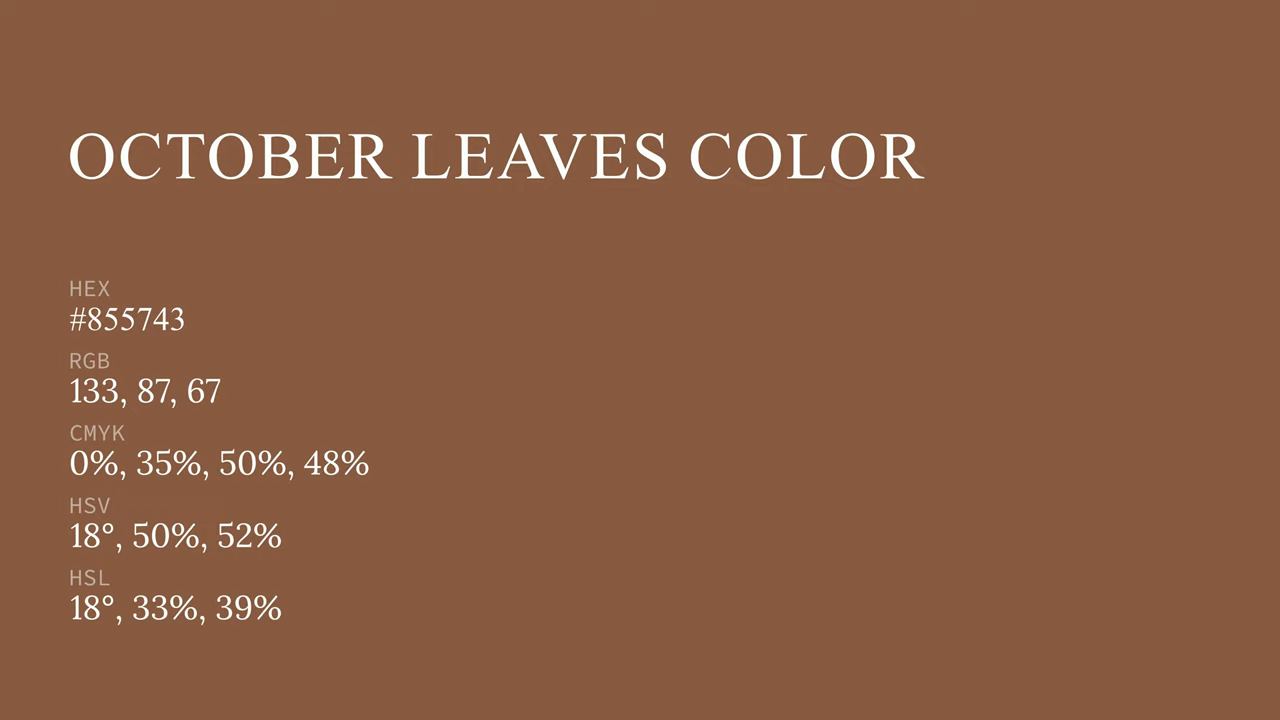 OCTOBER LEAVES COLOR
HEX
#855743
RGB
133, 87, 67
CMYK
0%, 35%, 50%, 48%
HSV
18°, 50%, 52%
HSL
18°, 33%, 39%